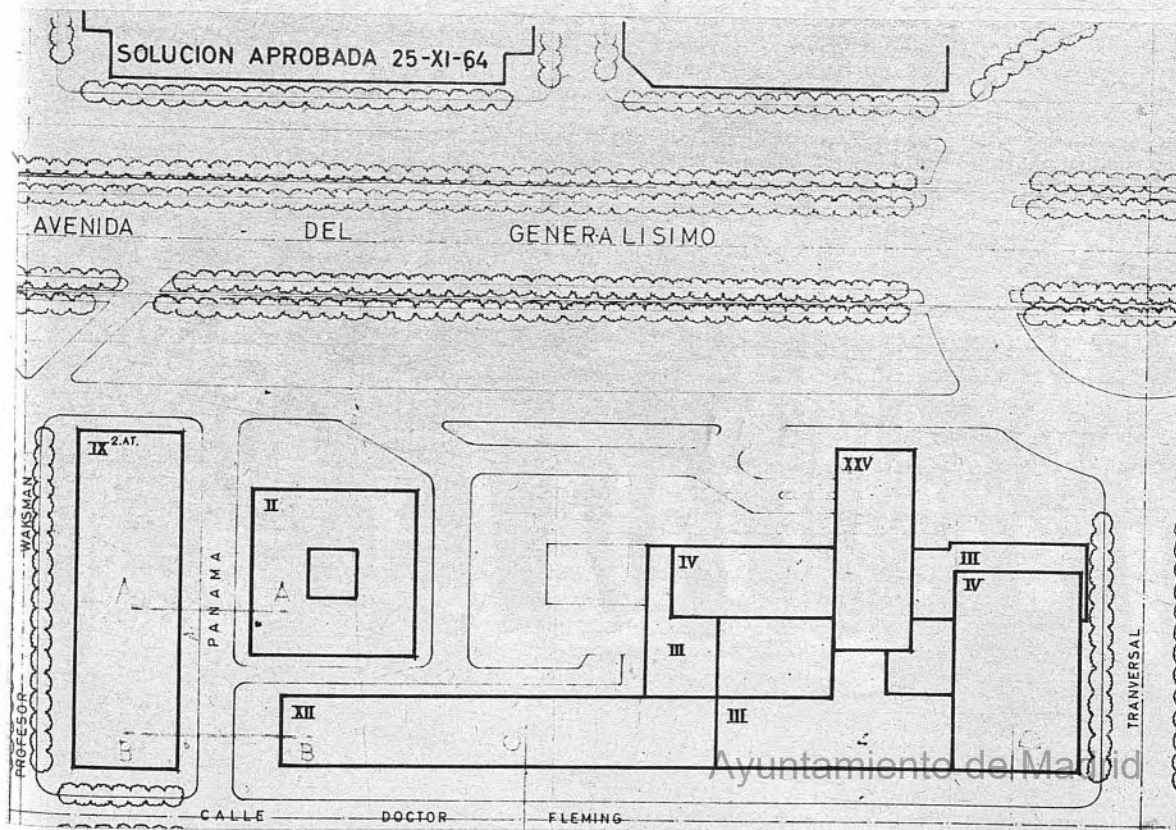 SOLUCION APROBADA 25-XI-64
AVENIDA DEL GENERALISIMO
IX 2.AT.
II
XXV
IV
III
IV
III
XII
III
A
A
B
B
C
C
PROFESOR WAKSMAN
PANAMA
TRANVERSAL
CALLE DOCTOR FLEMING
Ayuntamiento de Madrid